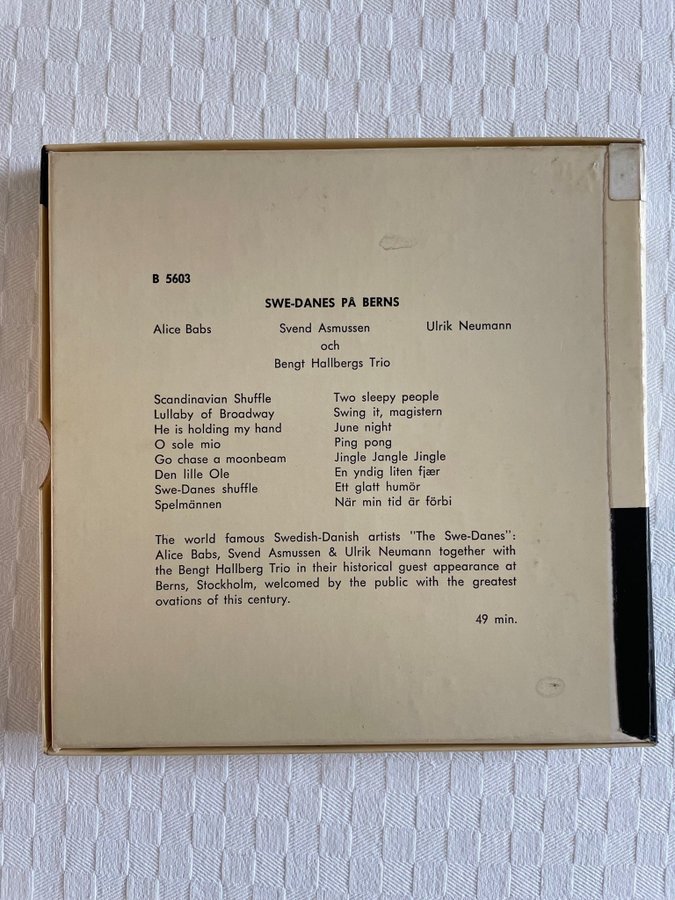 B 5603
SWE-DANES PÅ BERNS
Alice Babs Svend Asmussen Ulrik Neumann
och
Bengt Hallbergs Trio
Scandinavian Shuffle
Lullaby of Broadway
He is holding my hand
O sole mio
Go chase a moonbeam
Den lille Ole
Swe-Danes shuffle
Spelmännen
Two sleepy people
Swing it, magistern
June night
Ping pong
Jingle Jangle Jingle
En yndig liten fjær
Ett glatt humör
När min tid är förbi
The world famous Swedish-Danish artists "The Swe-Danes":
Alice Babs, Svend Asmussen & Ulrik Neumann together with
the Bengt Hallberg Trio in their historical guest appearance at
Berns, Stockholm, welcomed by the public with the greatest
ovations of this century.
49 min.